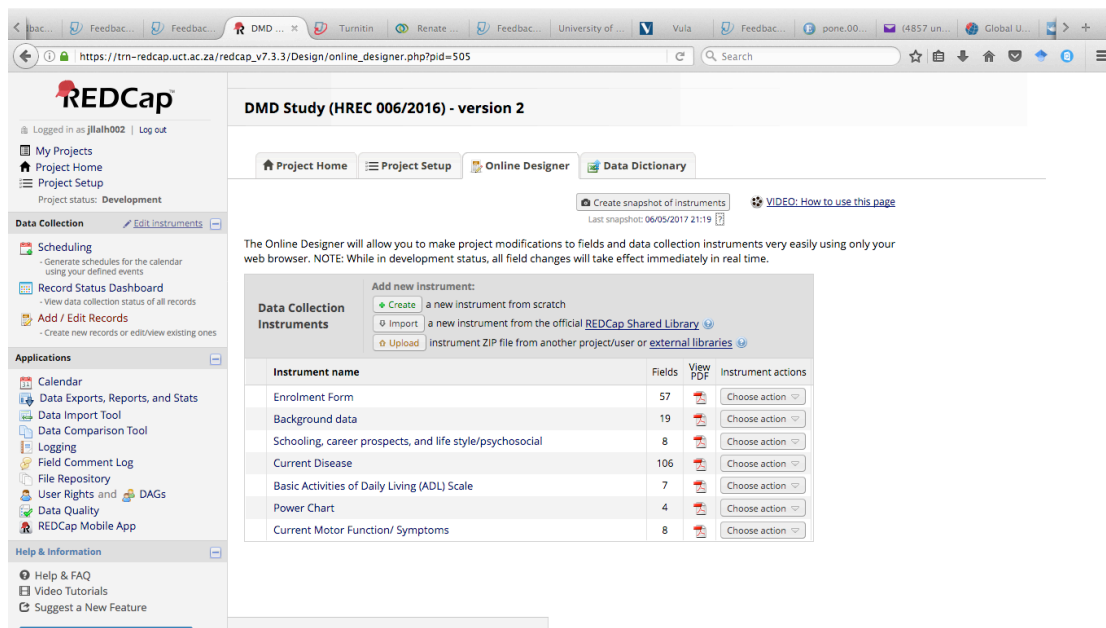 bac...
Feedbac...
Feedbac...
DMD ... ×
Turnitin
Renate ...
Feedbac...
University of ...
Vula
Feedbac...
pone.00...
(4857 un...
Global U...
https://trn-redcap.uct.ac.za/redcap_v7.3.3/Design/online_designer.php?pid=505
Search
REDCap
Logged in as jllalh002 | Log out
My Projects
Project Home
Project Setup
Project status: Development
Data Collection Edit instruments
Scheduling
- Generate schedules for the calendar
using your defined events
Record Status Dashboard
- View data collection status of all records
Add / Edit Records
- Create new records or edit/view existing ones
Applications
Calendar
Data Exports, Reports, and Stats
Data Import Tool
Data Comparison Tool
Logging
Field Comment Log
File Repository
User Rights and DAGs
Data Quality
REDCap Mobile App
Help & Information
Help & FAQ
Video Tutorials
Suggest a New Feature
DMD Study (HREC 006/2016) - version 2
Project Home
Project Setup
Online Designer
Data Dictionary
Create snapshot of instruments
VIDEO: How to use this page
Last snapshot: 06/05/2017 21:19 ?
The Online Designer will allow you to make project modifications to fields and data collection instruments very easily using only your
web browser. NOTE: While in development status, all field changes will take effect immediately in real time.
Data Collection
Instruments
Add new instrument:
Create a new instrument from scratch
Import a new instrument from the official REDCap Shared Library
Upload instrument ZIP file from another project/user or external libraries
Instrument name Fields View PDF Instrument actions
Enrolment Form 57 Choose action
Background data 19 Choose action
Schooling, career prospects, and life style/psychosocial 8 Choose action
Current Disease 106 Choose action
Basic Activities of Daily Living (ADL) Scale 7 Choose action
Power Chart 4 Choose action
Current Motor Function/ Symptoms 8 Choose action